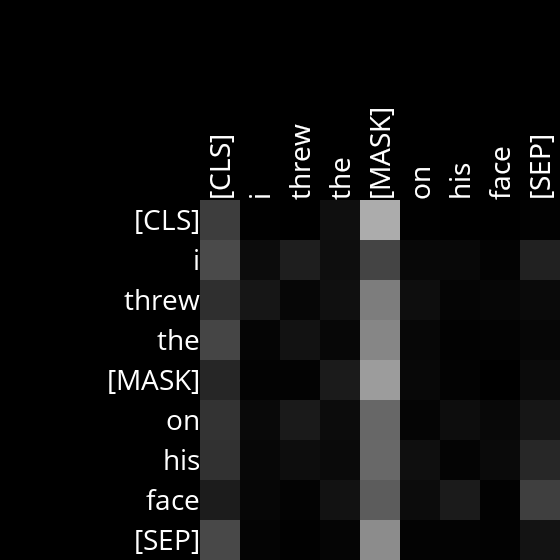 [CLS] i threw the [MASK] on his face [SEP]
[CLS]
i
threw
the
[MASK]
on
his
face
[SEP]